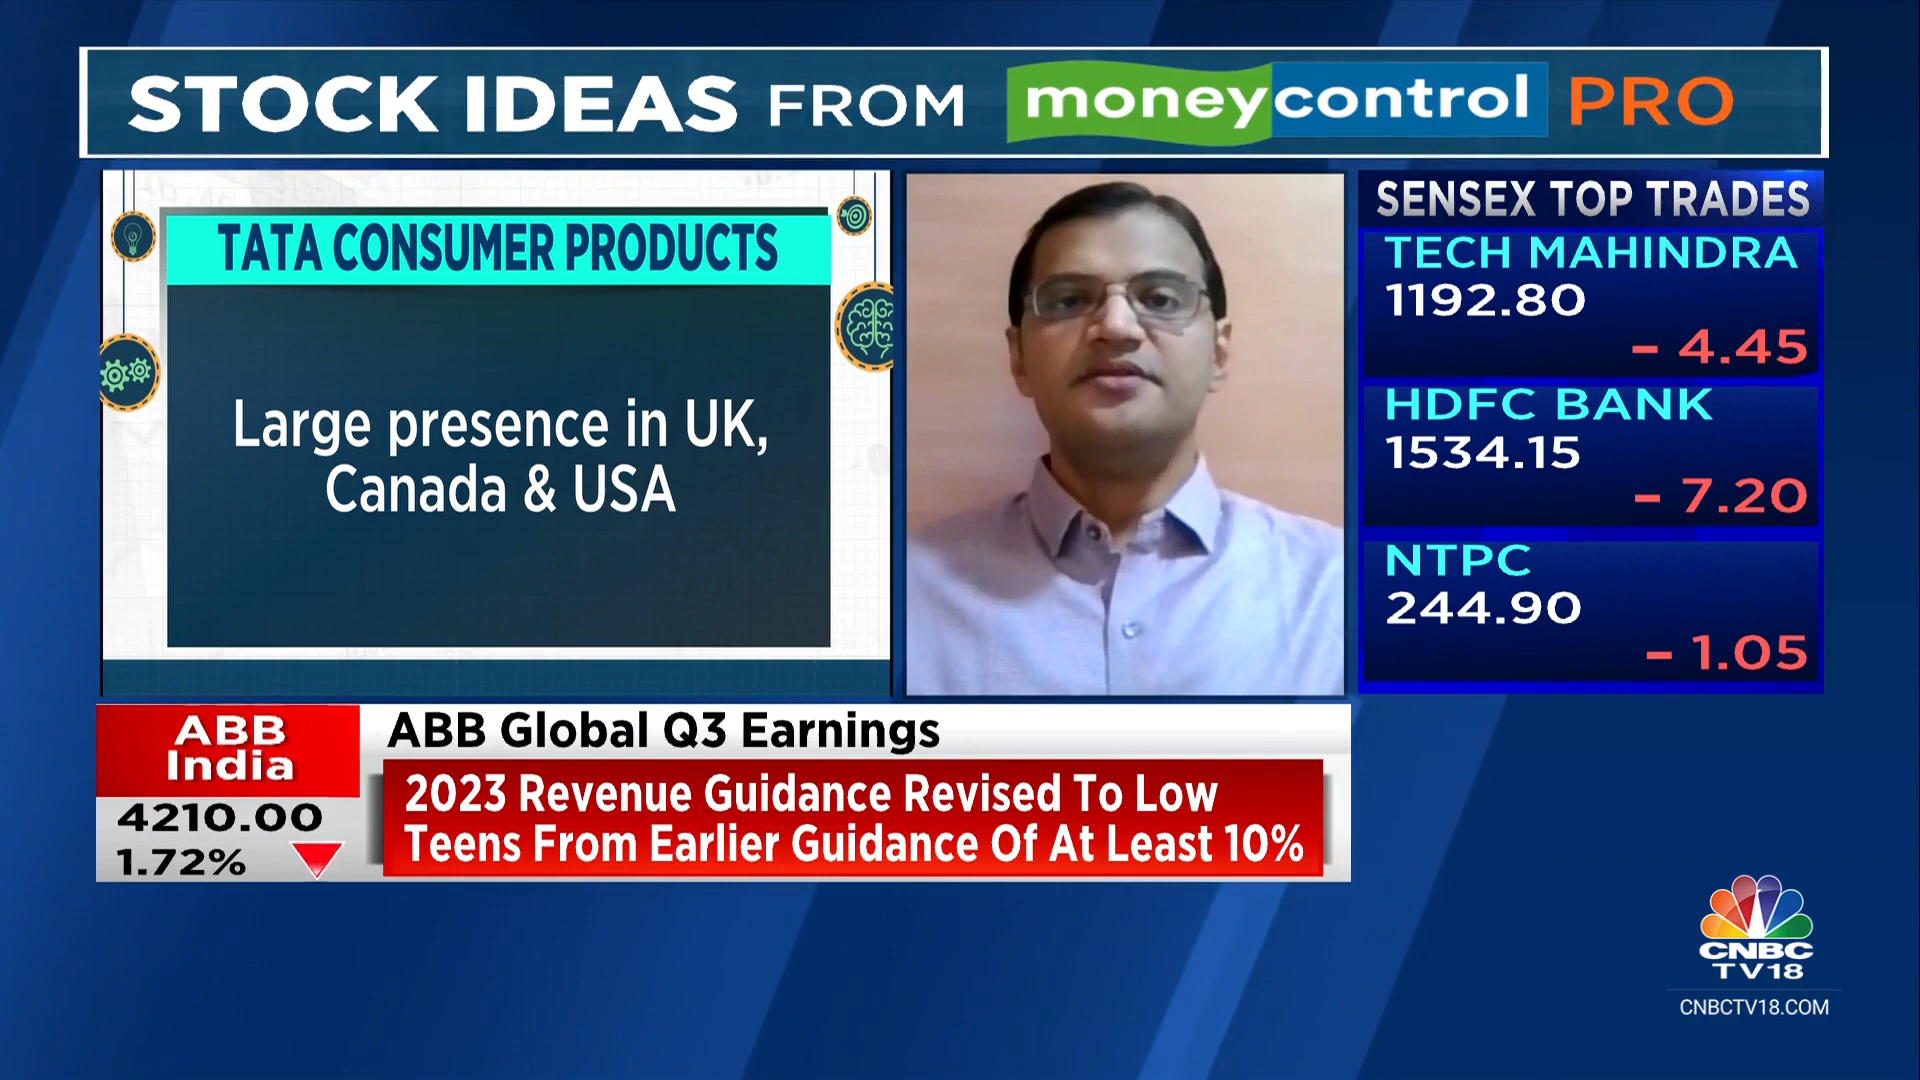 STOCK IDEAS FROM moneycontrol PRO
TATA CONSUMER PRODUCTS
Large presence in UK,
Canada & USA
SENSEX TOP TRADES
TECH MAHINDRA
1192.80
- 4.45
HDFC BANK
1534.15
- 7.20
NTPC
244.90
- 1.05
ABB
India
4210.00
1.72%
ABB Global Q3 Earnings
2023 Revenue Guidance Revised To Low
Teens From Earlier Guidance Of At Least 10%
CNBC
TV18
CNBCTV18.COM